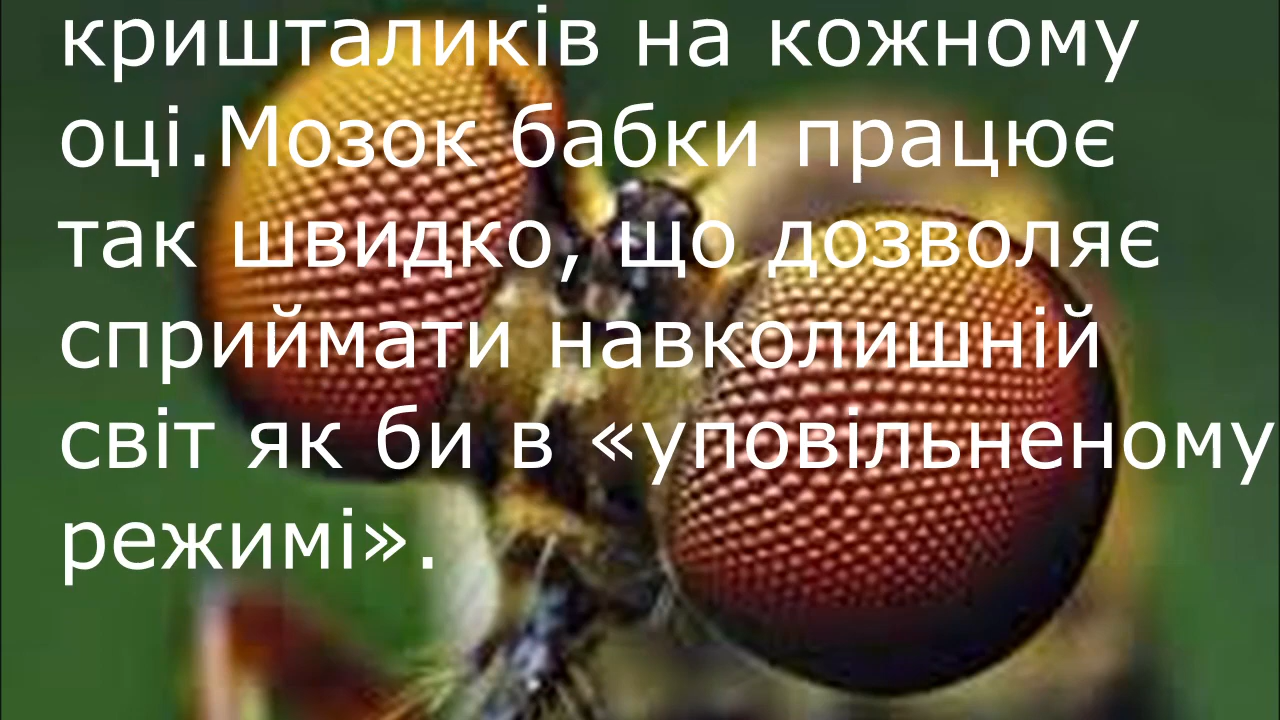 кришталиків на кожному
оці.Мозок бабки працює
так швидко, що дозволяє
сприймати навколишній
світ як би в «уповільненому
режимі».